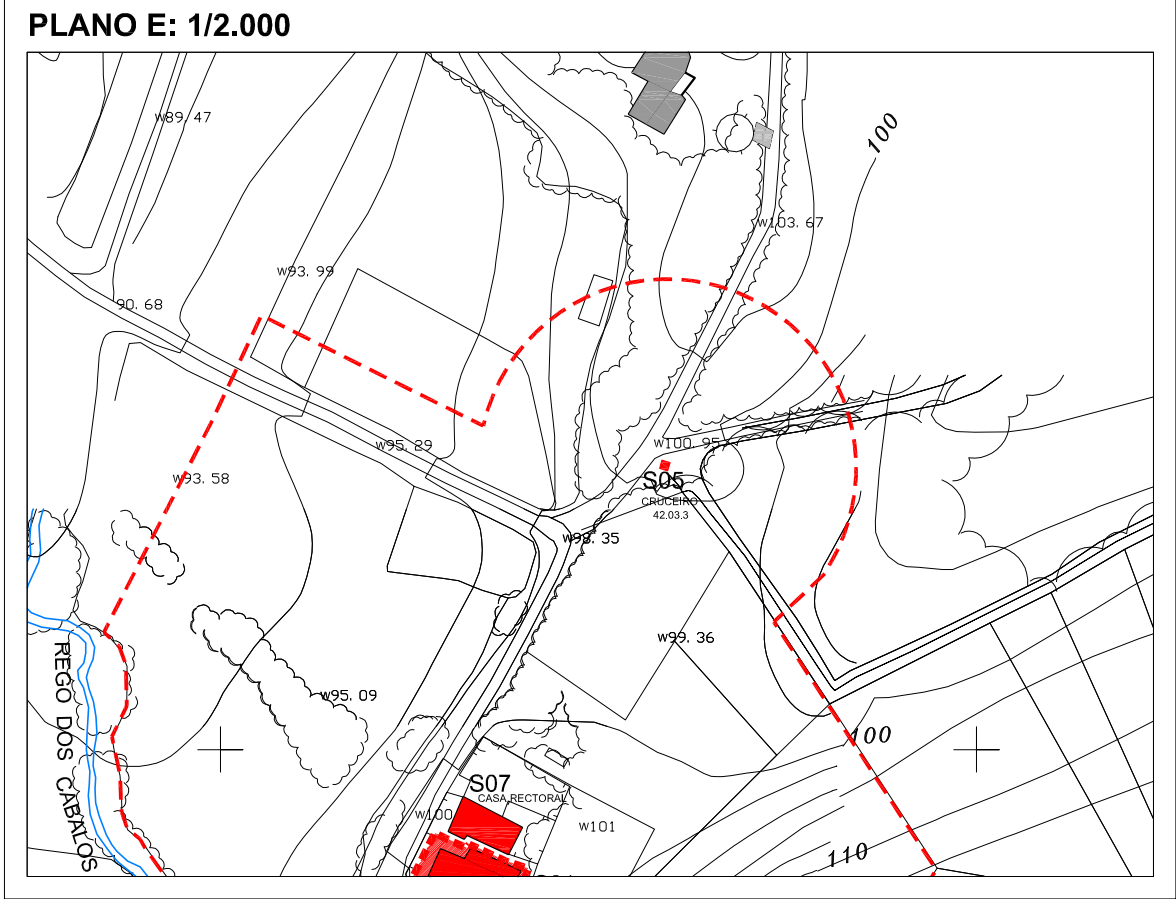 PLANO E: 1/2.000
w89.47
100
w103.67
w93.99
90.68
w95.29
w100.95
w93.58
S05
CRUCEIRO
42.03.3
w98.35
w99.36
REGO DOS CABALOS
w95.09
100
S07
CASA RECTORAL
w100
w101
110